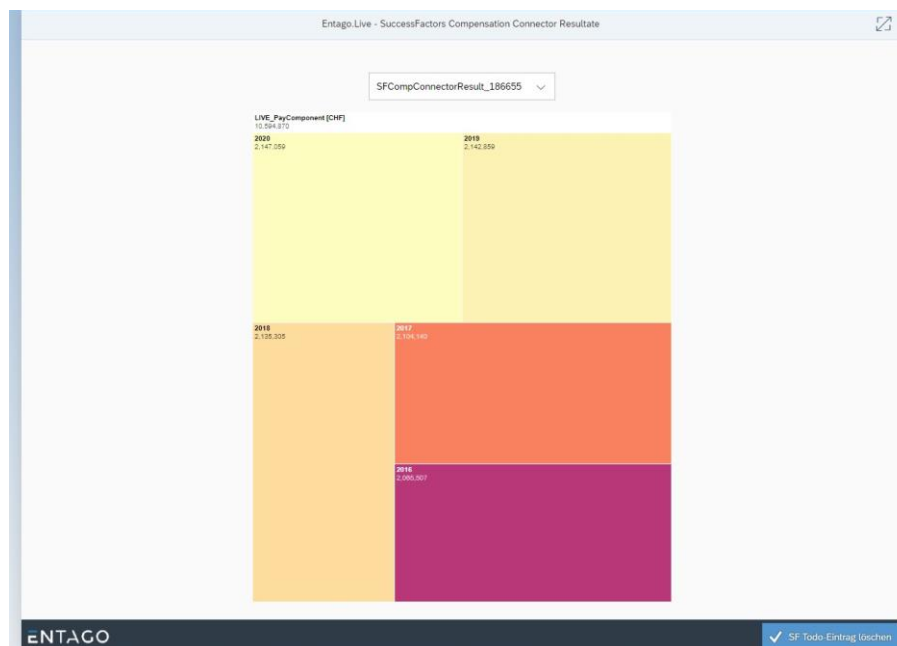 Entago.Live - SuccessFactors Compensation Connector Resultate
SFCompConnectorResult_186655
LIVE_PayComponent [CHF]
10,594,870
2020
2,147,059
2019
2,142,859
2018
2,135,305
2017
2,104,140
2016
2,065,507
ENTAGO
SF Todo-Eintrag löschen